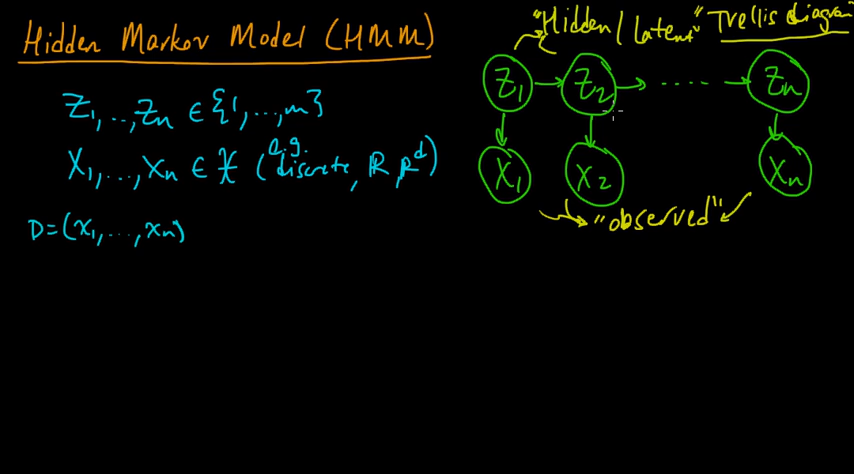 Hidden Markov Model (HMM)
"Hidden/latent" Trellis diagram
Z₁,..,Zₙ ∈ {1,...,m}
X₁,...,Xₙ ∈ 𝒳 (e.g. discrete, ℝ, ℝᵈ)
D=(x₁,...,xₙ)
Z₁ → Z₂ → ..... → Zₙ
X₁ X₂ Xₙ
"observed"